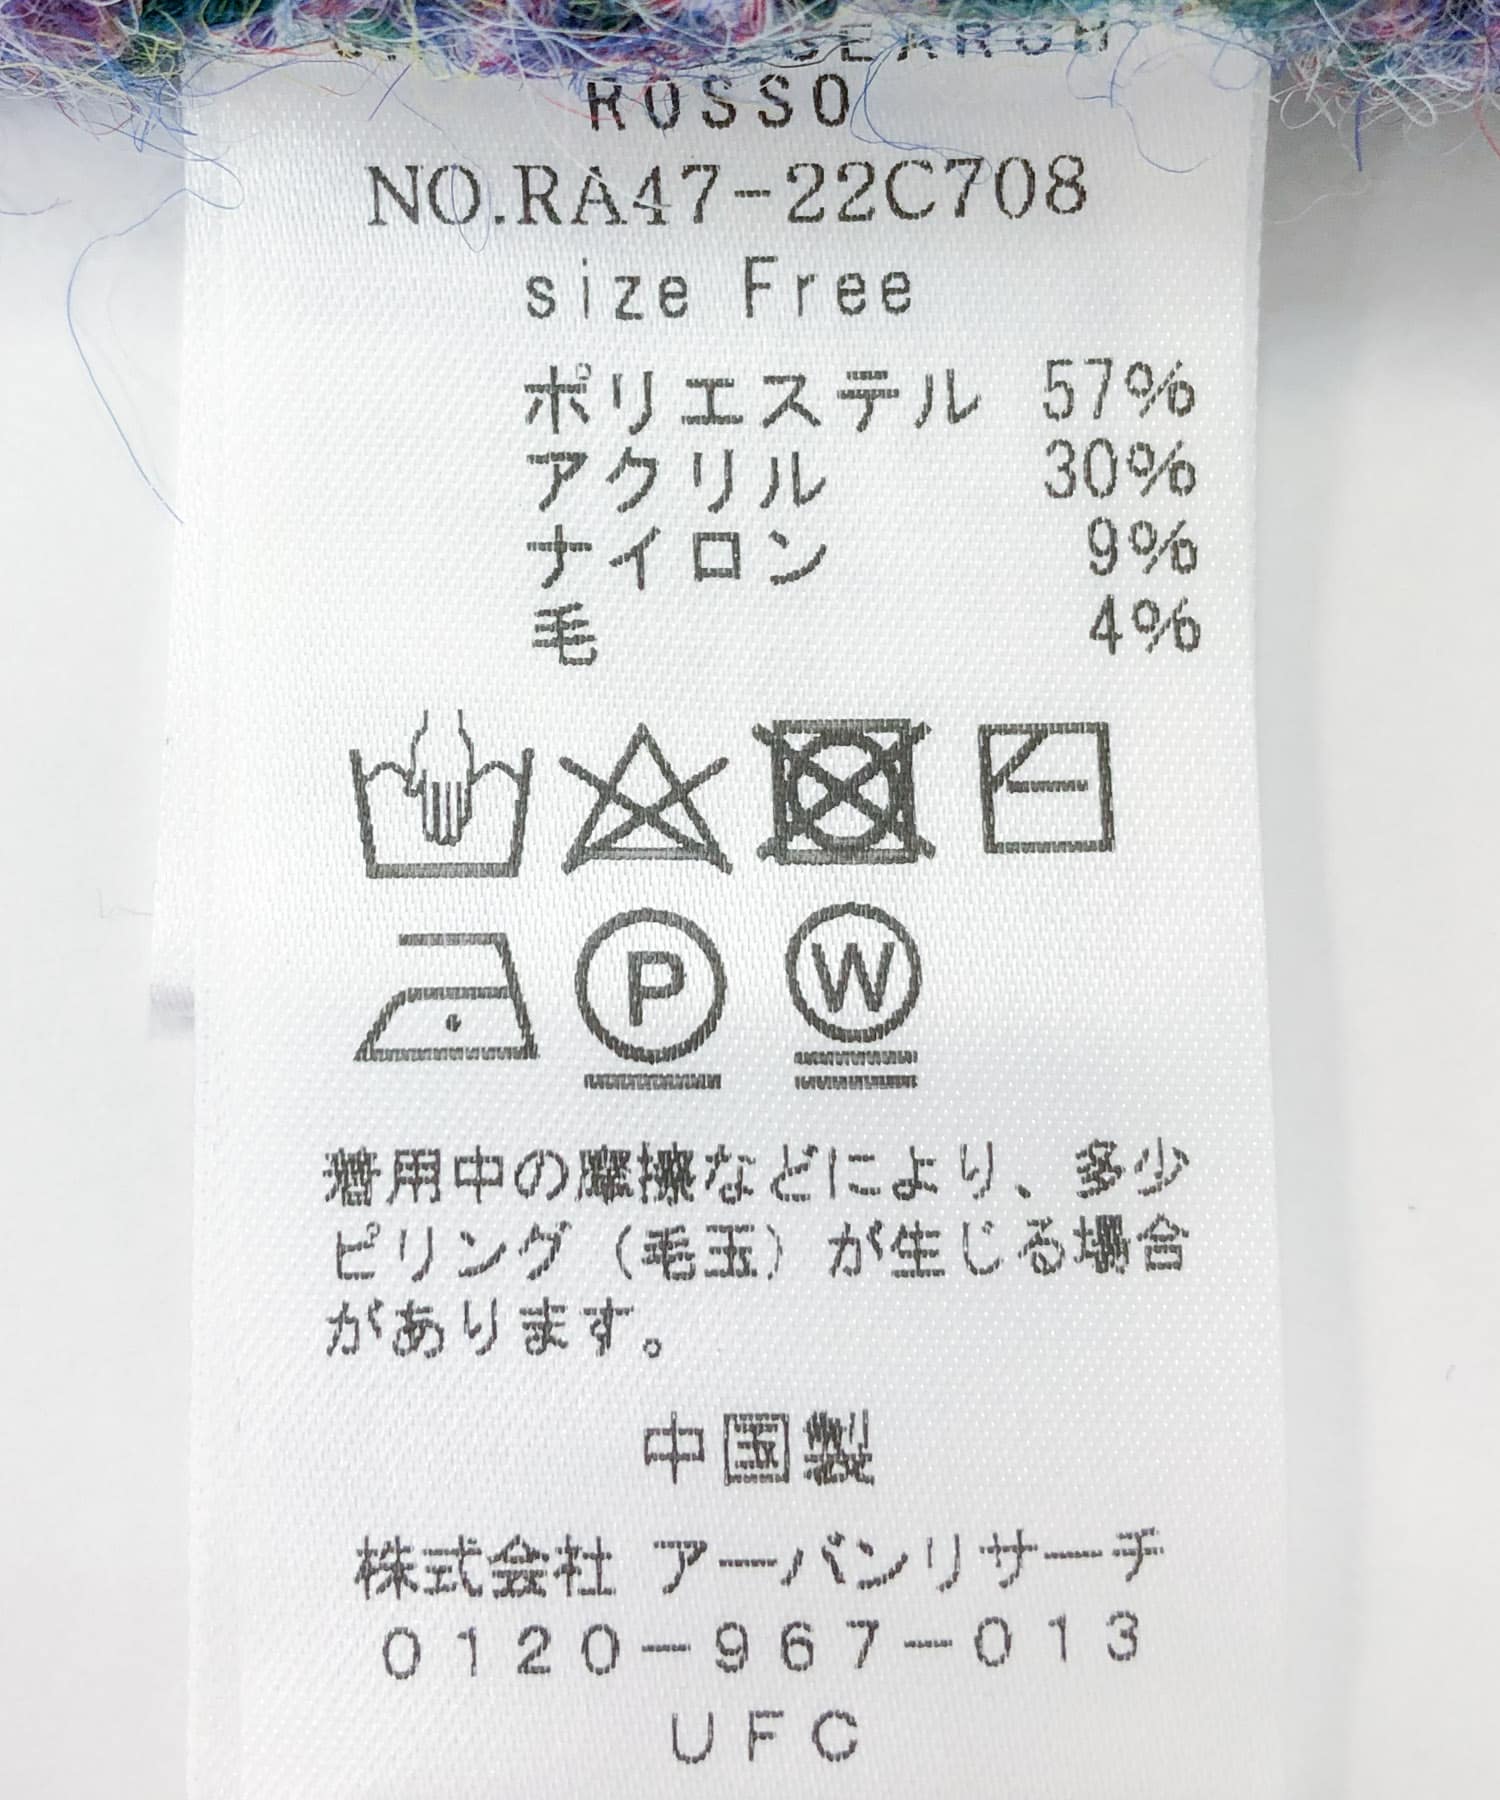 SEARCH
ROSSO
NO.RA47-22C708
size Free
ポリエステル 57%
アクリル 30%
ナイロン 9%
毛 4%
P W
着用中の摩擦などにより、多少
ピリング（毛玉）が生じる場合
があります。
中国製
株式会社 アーバンリサーチ
0120-967-013
UFC